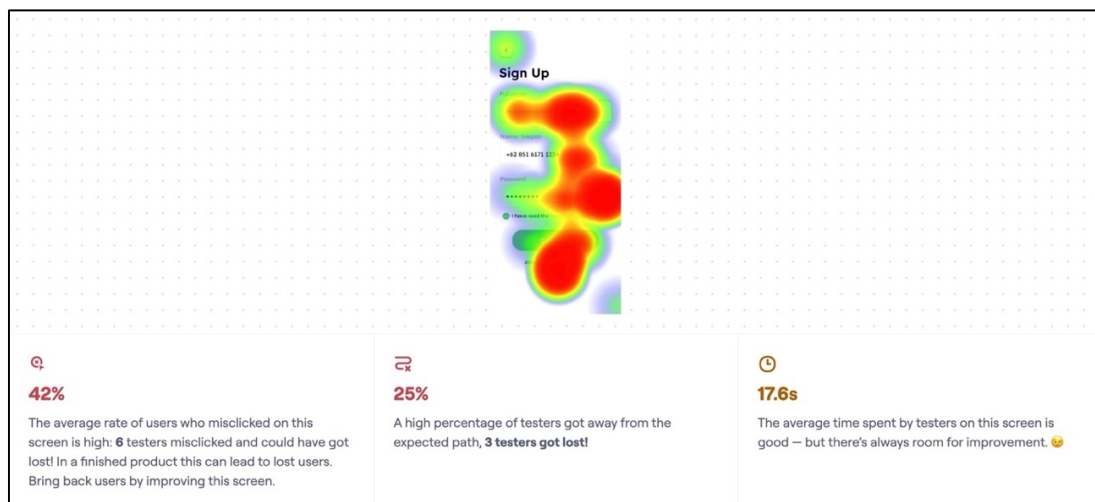 Sign Up
+62 851 6171 12
Password
I have read the
42%
The average rate of users who misclicked on this
screen is high: 6 testers misclicked and could have got
lost! In a finished product this can lead to lost users.
Bring back users by improving this screen.
25%
A high percentage of testers got away from the
expected path, 3 testers got lost!
17.6s
The average time spent by testers on this screen is
good — but there's always room for improvement. 😉